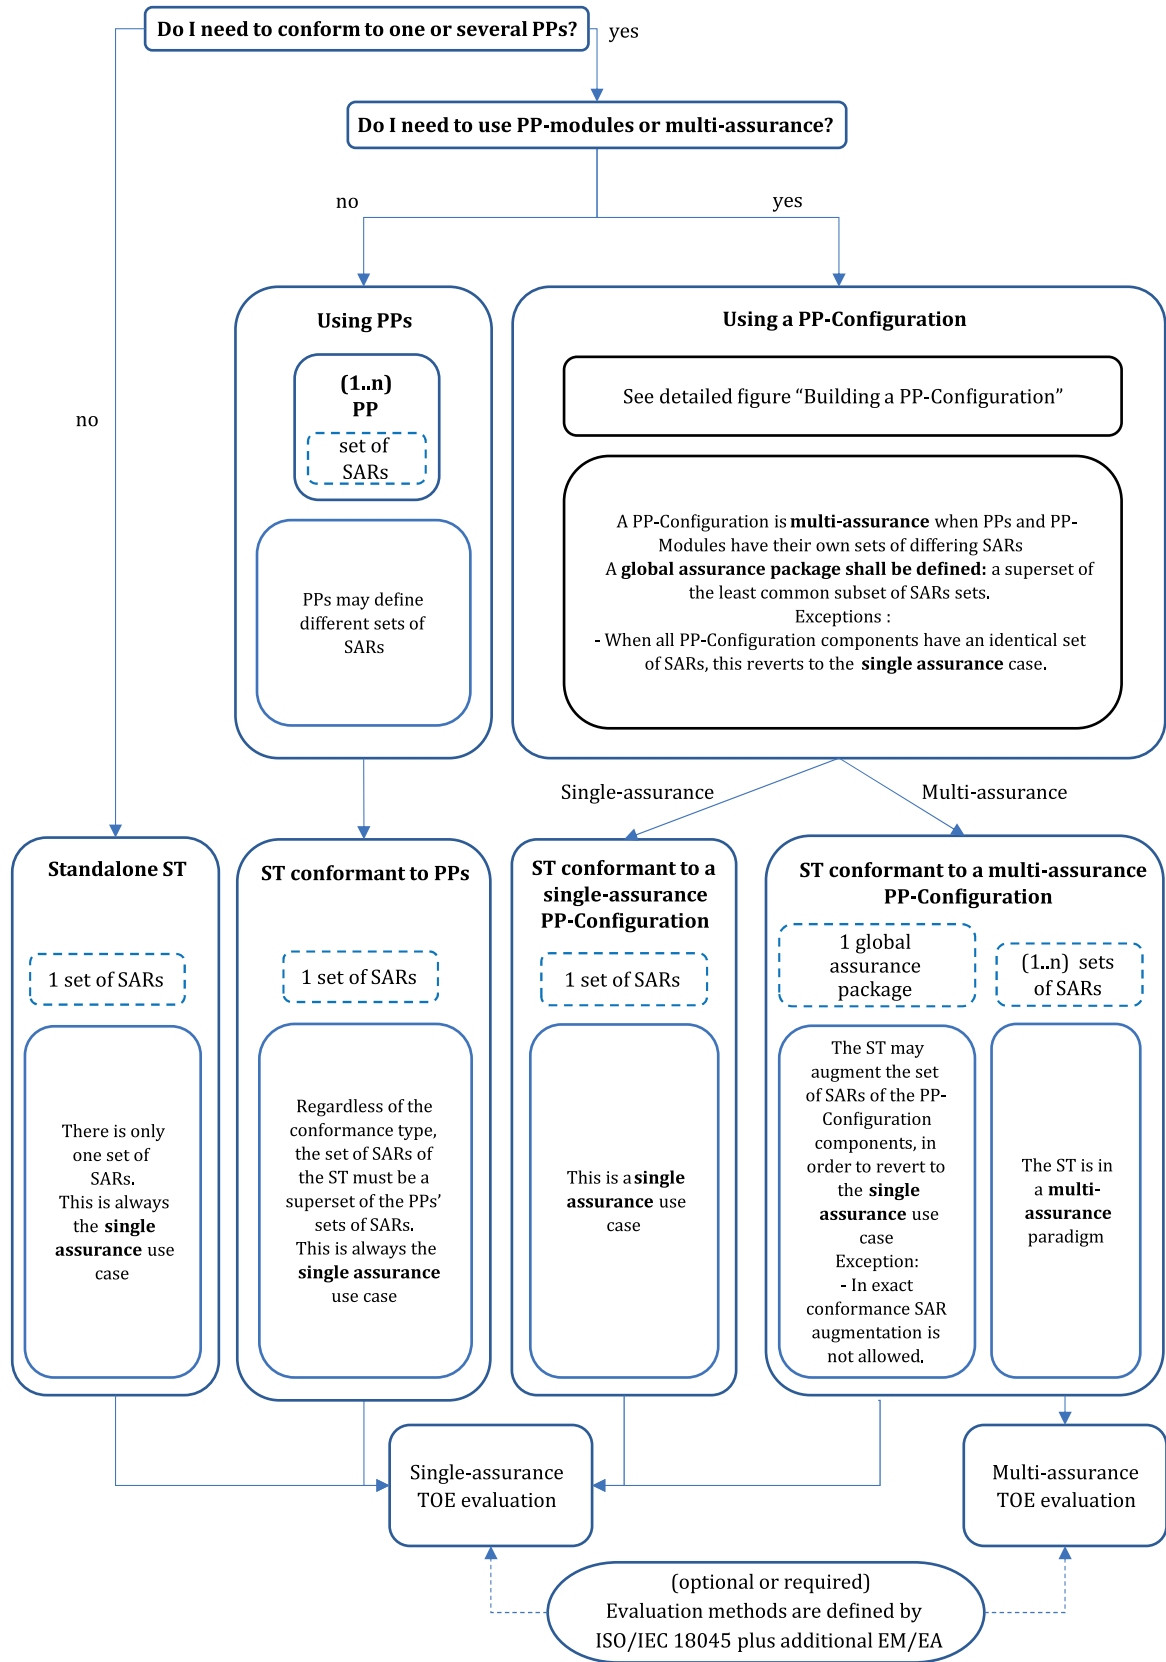 Do I need to conform to one or several PPs?
yes
Do I need to use PP-modules or multi-assurance?
no
yes
no
Using PPs
(1..n)
PP
set of
SARs
PPs may define
different sets of
SARs
Using a PP-Configuration
See detailed figure “Building a PP-Configuration”
A PP-Configuration is multi-assurance when PPs and PP-
Modules have their own sets of differing SARs
A global assurance package shall be defined: a superset of
the least common subset of SARs sets.
Exceptions :
- When all PP-Configuration components have an identical set
of SARs, this reverts to the single assurance case.
Single-assurance
Multi-assurance
Standalone ST
1 set of SARs
There is only
one set of
SARs.
This is always
the single
assurance use
case
ST conformant to PPs
1 set of SARs
Regardless of the
conformance type,
the set of SARs of
the ST must be a
superset of the PPs’
sets of SARs.
This is always the
single assurance
use case
ST conformant to a
single-assurance
PP-Configuration
1 set of SARs
This is a single
assurance use
case
ST conformant to a multi-assurance
PP-Configuration
1 global
assurance
package
The ST may
augment the set
of SARs of the PP-
Configuration
components, in
order to revert to
the single
assurance use
case
Exception:
- In exact
conformance SAR
augmentation is
not allowed.
(1..n) sets
of SARs
The ST is in
a multi-
assurance
paradigm
Single-assurance
TOE evaluation
Multi-assurance
TOE evaluation
(optional or required)
Evaluation methods are defined by
ISO/IEC 18045 plus additional EM/EA